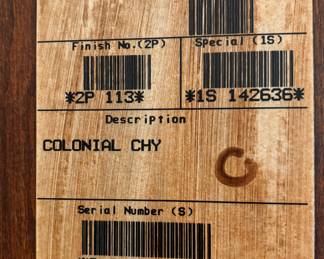 Finish No.(2P) Special (1S)
*2P 113* *1S 142636*
Description
COLONIAL CHY
Serial Number (S)